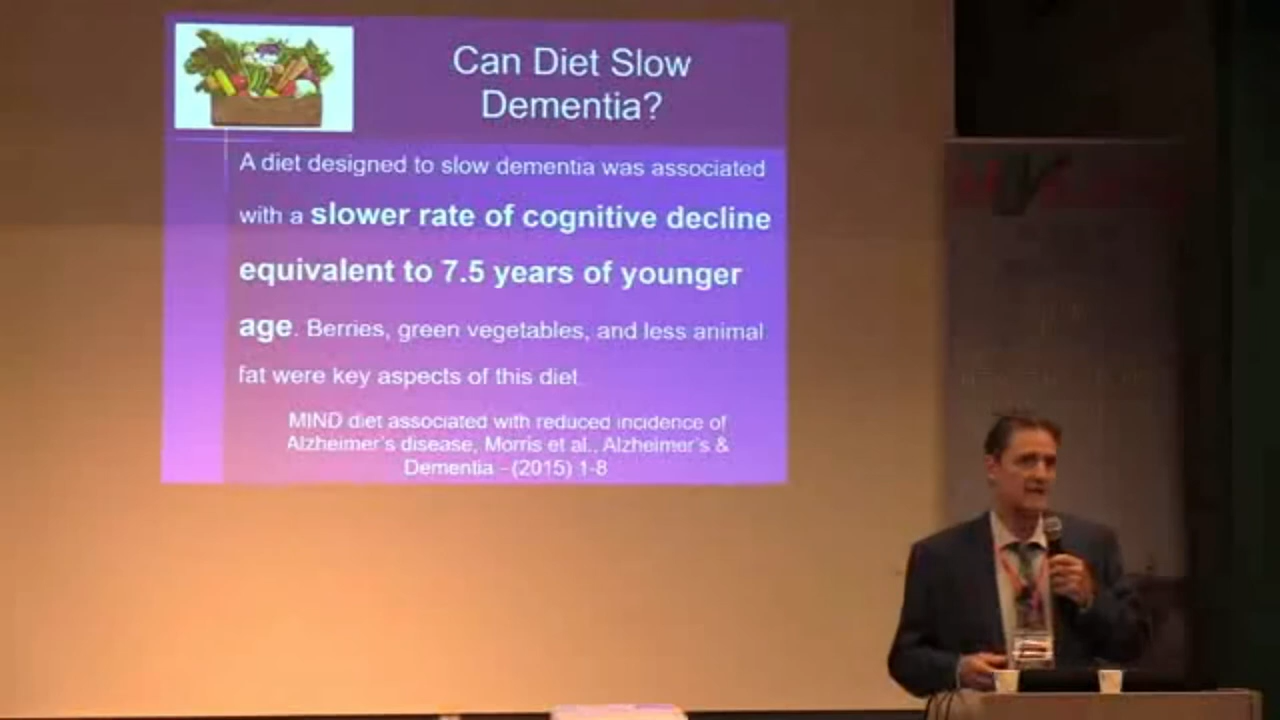 Can Diet Slow
Dementia?
A diet designed to slow dementia was associated
with a slower rate of cognitive decline
equivalent to 7.5 years of younger
age. Berries, green vegetables, and less animal
fat were key aspects of this diet.
MIND diet associated with reduced incidence of
Alzheimer's disease, Morris et al., Alzheimer's &
Dementia - (2015) 1-8